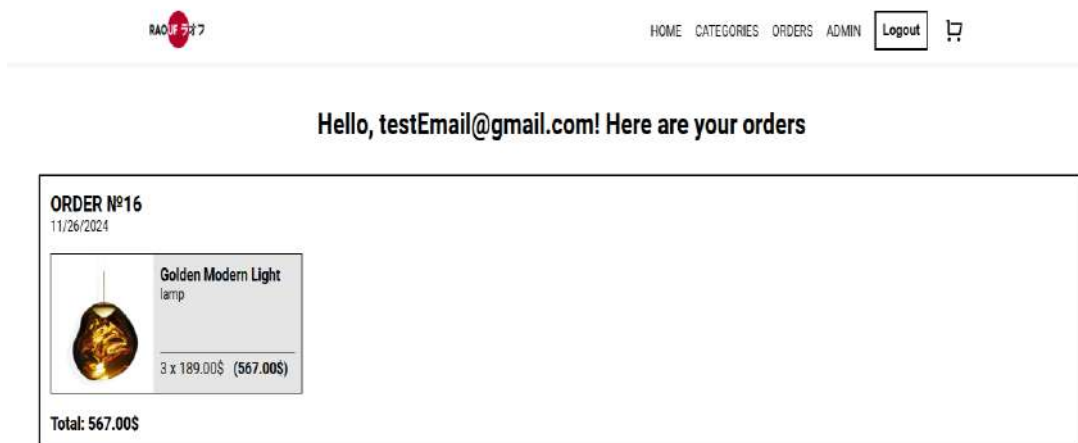 RAOUF ラオフ
HOME CATEGORIES ORDERS ADMIN Logout
Hello, testEmail@gmail.com! Here are your orders
ORDER №16
11/26/2024
Golden Modern Light
lamp
3 x 189.00$ (567.00$)
Total: 567.00$